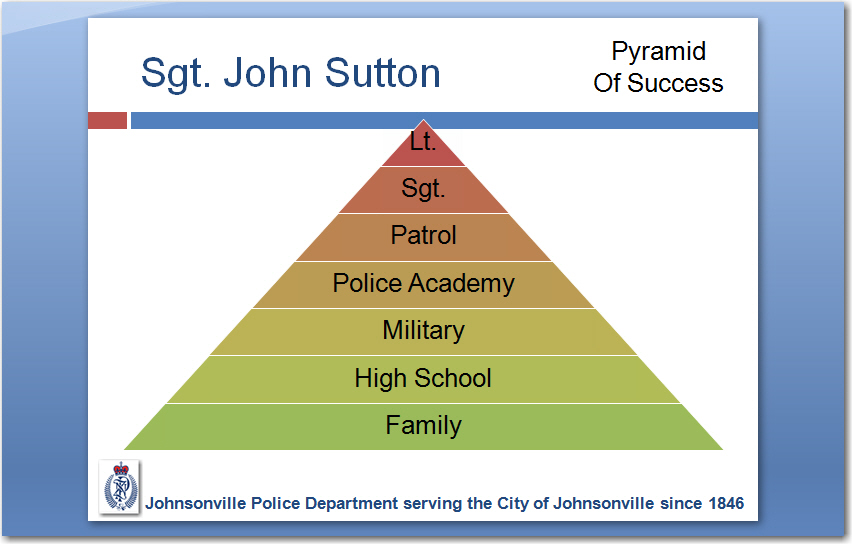 Sgt. John Sutton
Pyramid
Of Success
Lt.
Sgt.
Patrol
Police Academy
Military
High School
Family
Johnsonville Police Department serving the City of Johnsonville since 1846